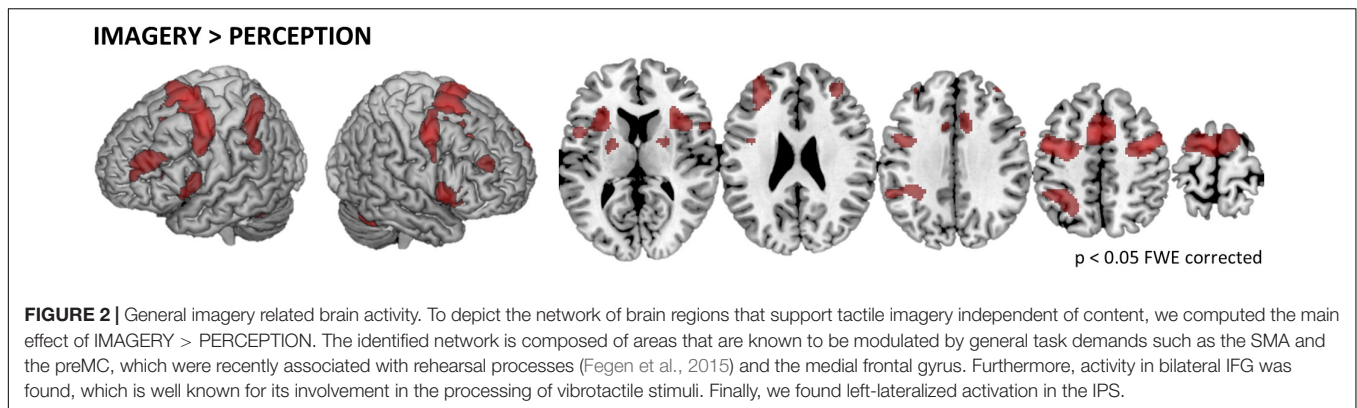 IMAGERY > PERCEPTION
p < 0.05 FWE corrected
FIGURE 2 | General imagery related brain activity. To depict the network of brain regions that support tactile imagery independent of content, we computed the main
effect of IMAGERY > PERCEPTION. The identified network is composed of areas that are known to be modulated by general task demands such as the SMA and
the preMC, which were recently associated with rehearsal processes (Fegen et al., 2015) and the medial frontal gyrus. Furthermore, activity in bilateral IFG was
found, which is well known for its involvement in the processing of vibrotactile stimuli. Finally, we found left-lateralized activation in the IPS.